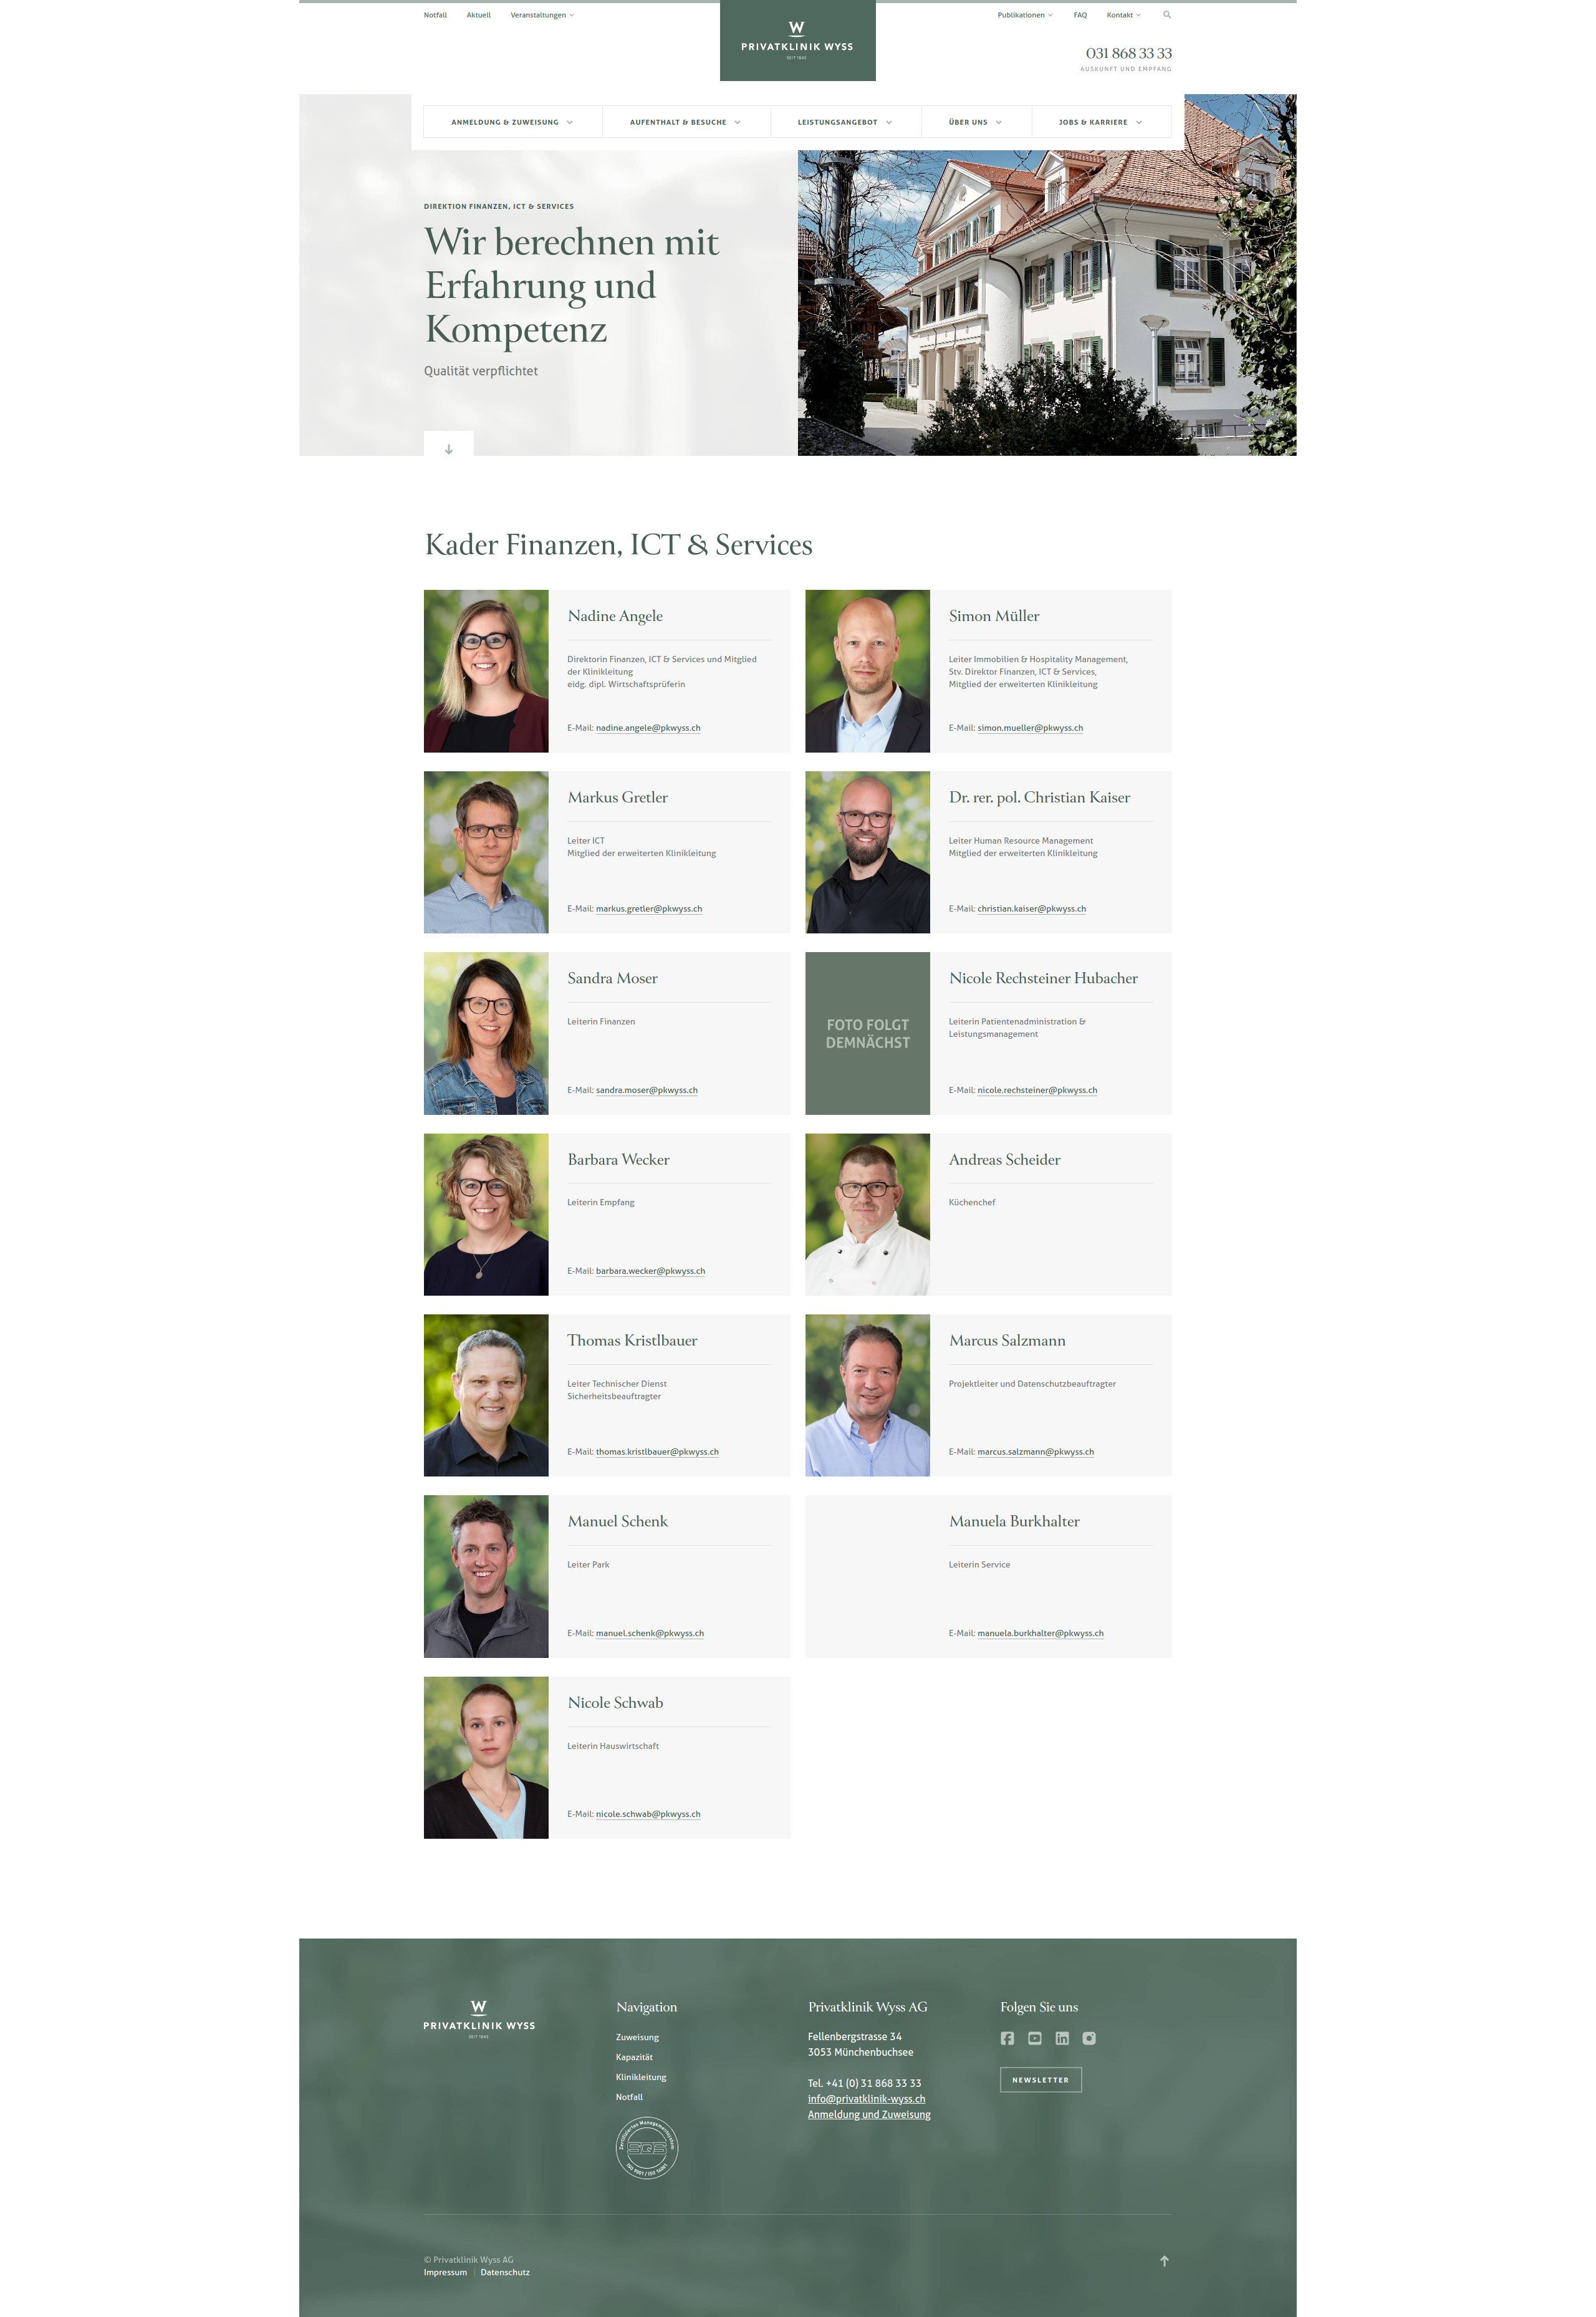 Notfall
Aktuell
Veranstaltungen
W
PRIVATKLINIK WYSS
SEIT 1845
Publikationen
FAQ
Kontakt
031 868 33 33
AUSKUNFT UND EMPFANG
ANMELDUNG & ZUWEISUNG
AUFENTHALT & BESUCHE
LEISTUNGSANGEBOT
ÜBER UNS
JOBS & KARRIERE
DIREKTION FINANZEN, ICT & SERVICES
Wir berechnen mit
Erfahrung und
Kompetenz
Qualität verpflichtet
Kader Finanzen, ICT & Services
Nadine Angele
Direktorin Finanzen, ICT & Services und Mitglied
der Klinikleitung
eidg. dipl. Wirtschaftsprüferin
E-Mail: nadine.angele@pkwyss.ch
Simon Müller
Leiter Immobilien & Hospitality Management,
Stv. Direktor Finanzen, ICT & Services,
Mitglied der erweiterten Klinikleitung
E-Mail: simon.mueller@pkwyss.ch
Markus Gretler
Leiter ICT
Mitglied der erweiterten Klinikleitung
E-Mail: markus.gretler@pkwyss.ch
Dr. rer. pol. Christian Kaiser
Leiter Human Resource Management
Mitglied der erweiterten Klinikleitung
E-Mail: christian.kaiser@pkwyss.ch
Sandra Moser
Leiterin Finanzen
E-Mail: sandra.moser@pkwyss.ch
FOTO FOLGT
DEMNÄCHST
Nicole Rechsteiner Hubacher
Leiterin Patientenadministration &
Leistungsmanagement
E-Mail: nicole.rechsteiner@pkwyss.ch
Barbara Wecker
Leiterin Empfang
E-Mail: barbara.wecker@pkwyss.ch
Andreas Scheider
Küchenchef
Thomas Kristlbauer
Leiter Technischer Dienst
Sicherheitsbeauftragter
E-Mail: thomas.kristlbauer@pkwyss.ch
Marcus Salzmann
Projektleiter und Datenschutzbeauftragter
E-Mail: marcus.salzmann@pkwyss.ch
Manuel Schenk
Leiter Park
E-Mail: manuel.schenk@pkwyss.ch
Manuela Burkhalter
Leiterin Service
E-Mail: manuela.burkhalter@pkwyss.ch
Nicole Schwab
Leiterin Hauswirtschaft
E-Mail: nicole.schwab@pkwyss.ch
W
PRIVATKLINIK WYSS
SEIT 1845
Navigation
Zuweisung
Kapazität
Klinikleitung
Notfall
Zertifiziertes Managementsystem
SQS
ISO 9001 / ISO 14001
Privatklinik Wyss AG
Fellenbergstrasse 34
3053 Münchenbuchsee
Tel. +41 (0) 31 868 33 33
info@privatklinik-wyss.ch
Anmeldung und Zuweisung
Folgen Sie uns
NEWSLETTER
© Privatklinik Wyss AG
Impressum | Datenschutz